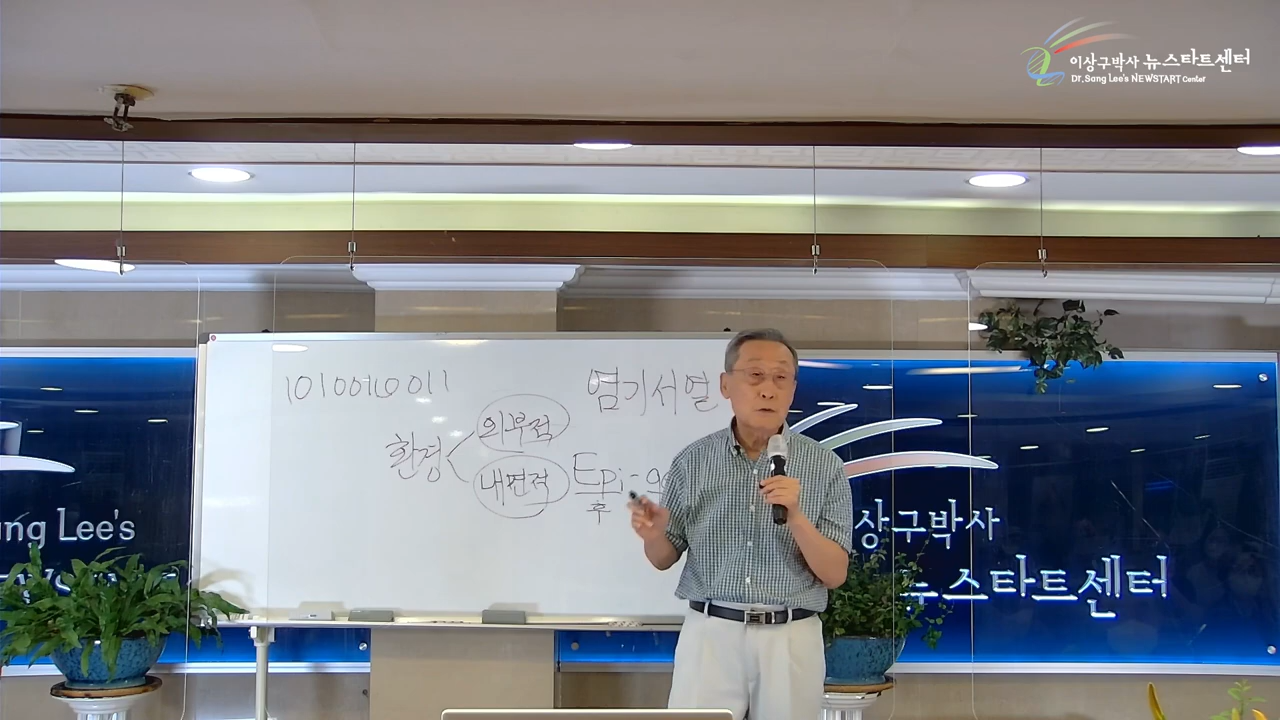 이상구박사 뉴스타트센터
Dr. Sang Lee's NEWSTART Center
염기서열
환경
외부적
내면적
Epi-
후
ang Lee's
상구박사
뉴스타트센터